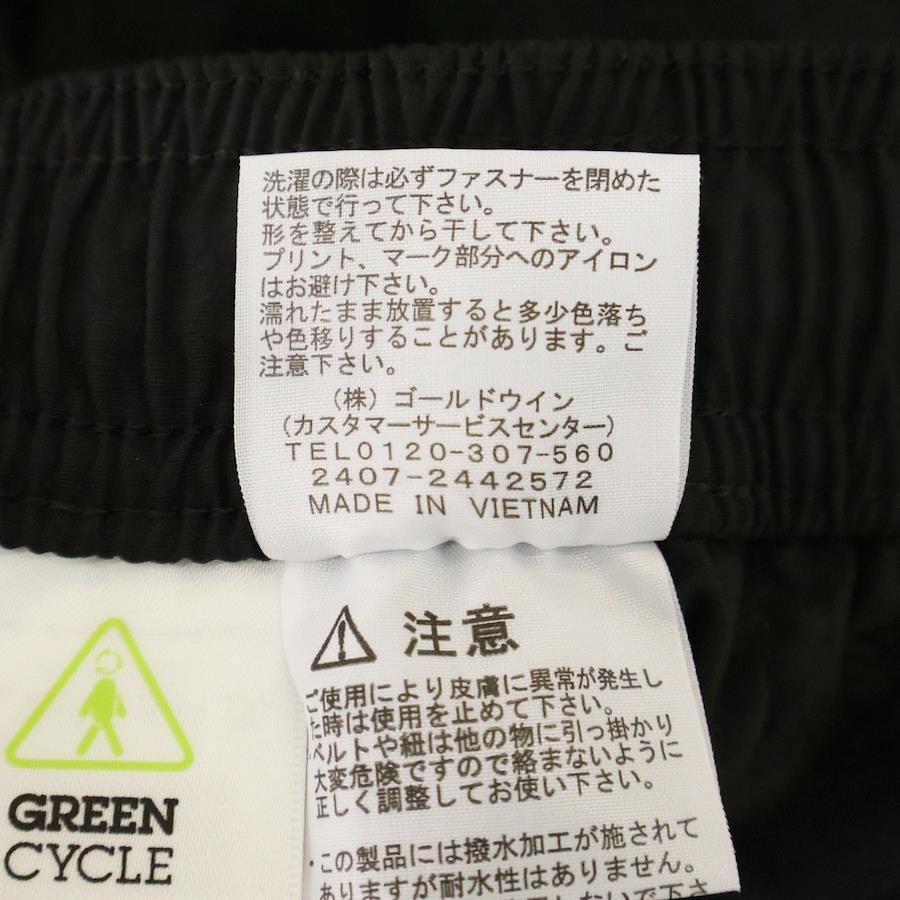 洗濯の際は必ずファスナーを閉めた
状態で行って下さい。
形を整えてから干して下さい。
プリント、マーク部分へのアイロン
はお避け下さい。
濡れたまま放置すると多少色落ち
や色移りすることがあります。ご
注意下さい。
(株)ゴールドウイン
(カスタマーサービスセンター)
TEL0120-307-560
2407-2442572
MADE IN VIETNAM
⚠ 注意
ご使用により皮膚に異常が発生し
た時は使用を止めて下さい。
ベルトや紐は他の物に引っ掛かり
大変危険ですので絡まないように
正しく調整してお使い下さい。
・この製品には撥水加工が施されて
ありますが耐水性はありません。
GREEN
CYCLE